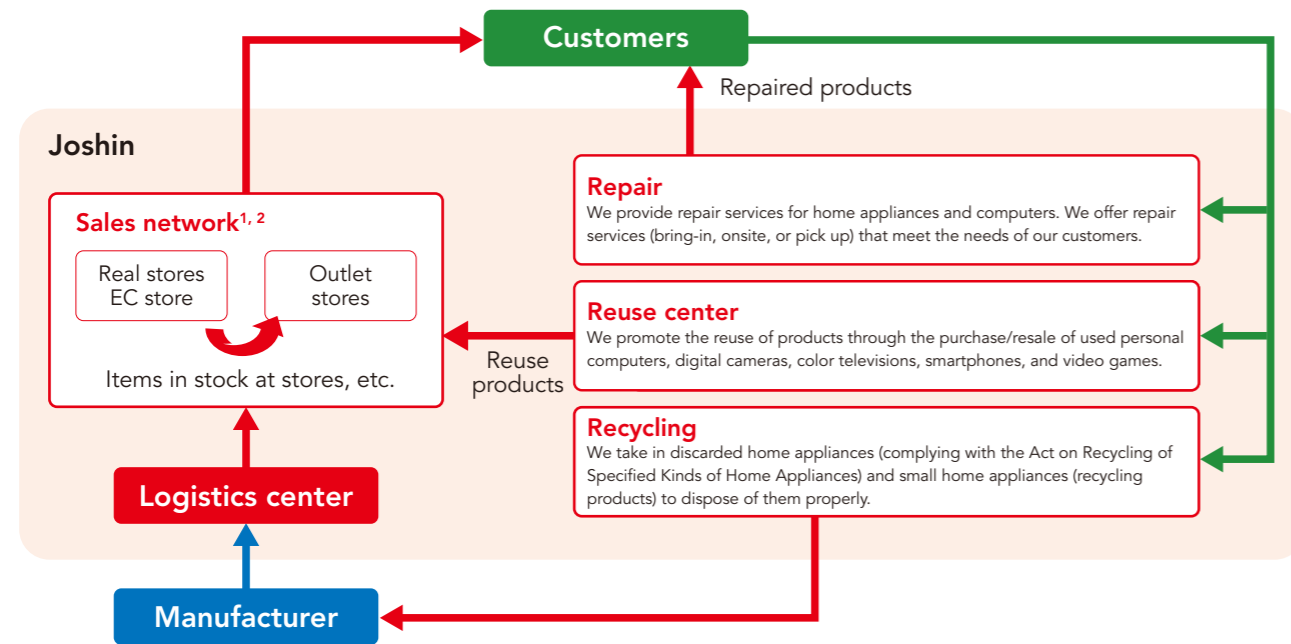 Customers
Repaired products
Joshin
Sales network1, 2
Real stores
EC store
Outlet
stores
Items in stock at stores, etc.
Repair
We provide repair services for home appliances and computers. We offer repair
services (bring-in, onsite, or pick up) that meet the needs of our customers.
Reuse center
We promote the reuse of products through the purchase/resale of used personal
computers, digital cameras, color televisions, smartphones, and video games.
Reuse
products
Recycling
We take in discarded home appliances (complying with the Act on Recycling of
Specified Kinds of Home Appliances) and small home appliances (recycling
products) to dispose of them properly.
Logistics center
Manufacturer